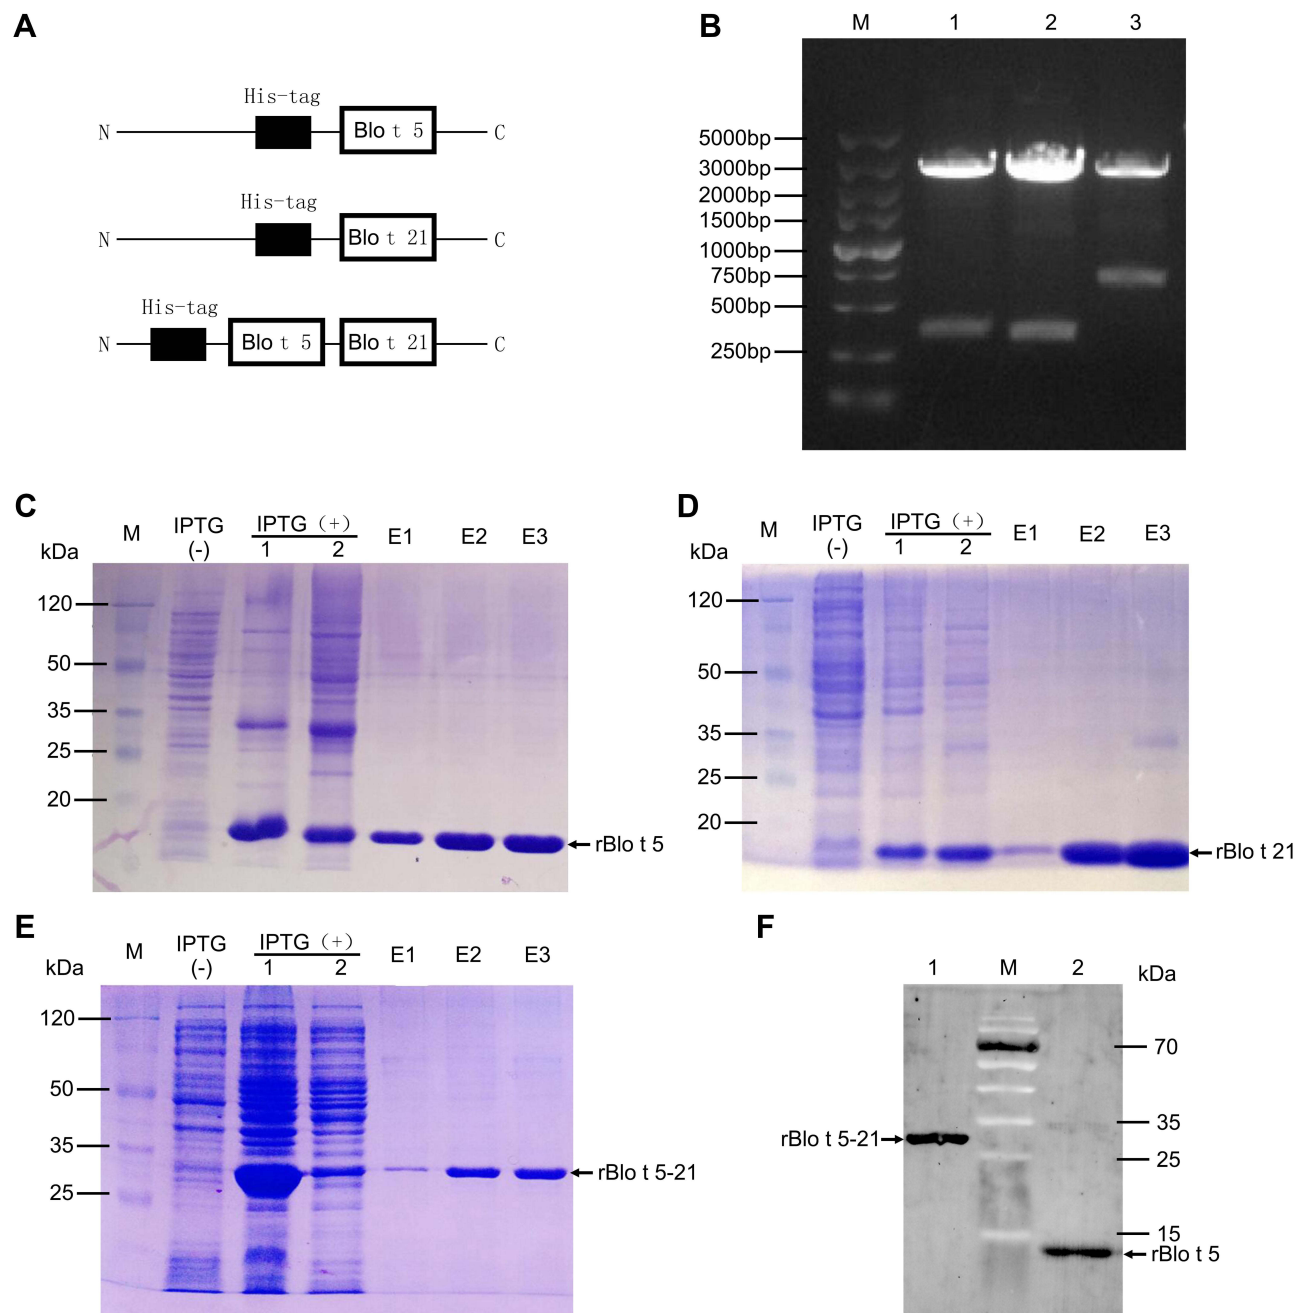 A
His-tag
N
Blo t 5
C
His-tag
N
Blo t 21
C
His-tag
N
Blo t 5
Blo t 21
C
B
M 1 2 3
5000bp
3000bp
2000bp
1500bp
1000bp
750bp
500bp
250bp
C
kDa
M
IPTG
(-)
IPTG (+)
1 2
E1 E2 E3
120
50
35
25
20
rBlo t 5
D
kDa
M
IPTG
(-)
IPTG (+)
1 2
E1 E2 E3
120
50
35
25
20
rBlo t 21
E
kDa
M
IPTG
(-)
IPTG (+)
1 2
E1 E2 E3
120
50
35
25
rBlo t 5-21
F
1 M 2
kDa
70
35
25
15
rBlo t 5-21
rBlo t 5